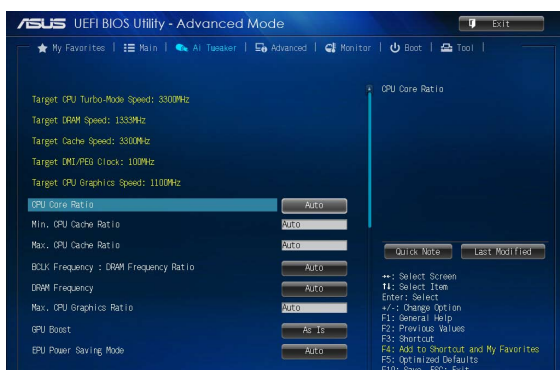 ASUS UEFI BIOS Utility - Advanced Mode
Exit
My Favorites | Main | Ai Tweaker | Advanced | Monitor | Boot | Tool |
Target CPU Turbo-Mode Speed: 3300MHz
Target DRAM Speed: 1333MHz
Target Cache Speed: 3300MHz
Target DMI/PEG Clock: 100MHz
Target CPU Graphics Speed: 1100MHz
CPU Core Ratio Auto
Min. CPU Cache Ratio Auto
Max. CPU Cache Ratio Auto
BCLK Frequency : DRAM Frequency Ratio Auto
DRAM Frequency Auto
Max. CPU Graphics Ratio Auto
GPU Boost As Is
EPU Power Saving Mode Auto
CPU Core Ratio
Quick Note Last Modified
→←: Select Screen
↑↓: Select Item
Enter: Select
+/-: Change Option
F1: General Help
F2: Previous Values
F3: Shortcut
F4: Add to Shortcut and My Favorites
F5: Optimized Defaults
F10: Save ESC: Exit